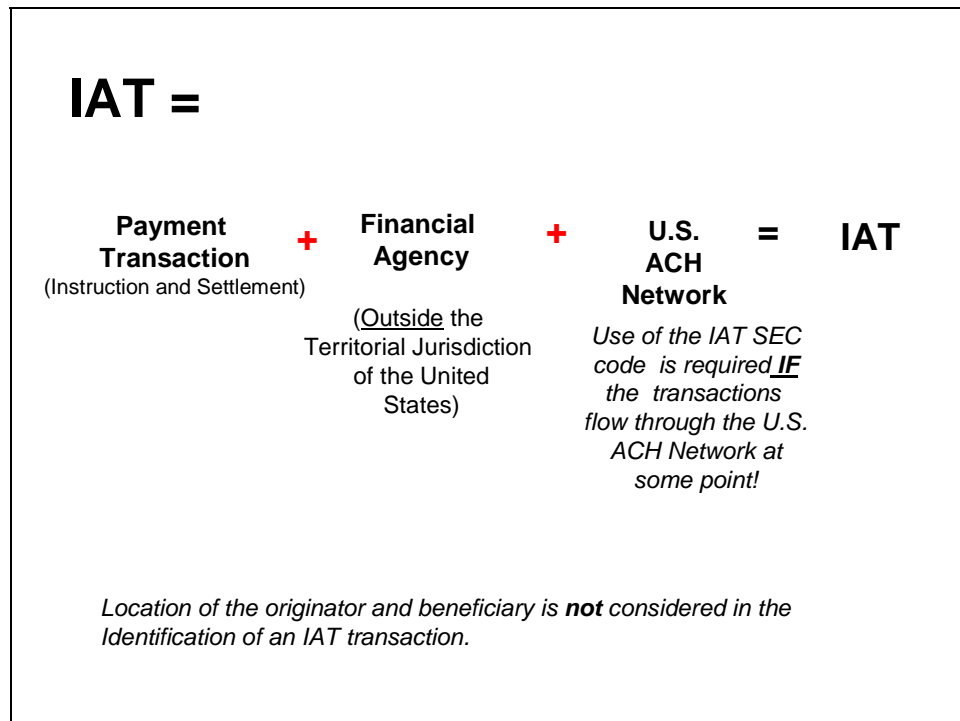 IAT =
Payment
Transaction
(Instruction and Settlement)
+
Financial
Agency
(Outside the
Territorial Jurisdiction
of the United
States)
+
U.S.
ACH
Network
Use of the IAT SEC
code is required IF
the transactions
flow through the U.S.
ACH Network at
some point!
=
IAT
Location of the originator and beneficiary is not considered in the
Identification of an IAT transaction.